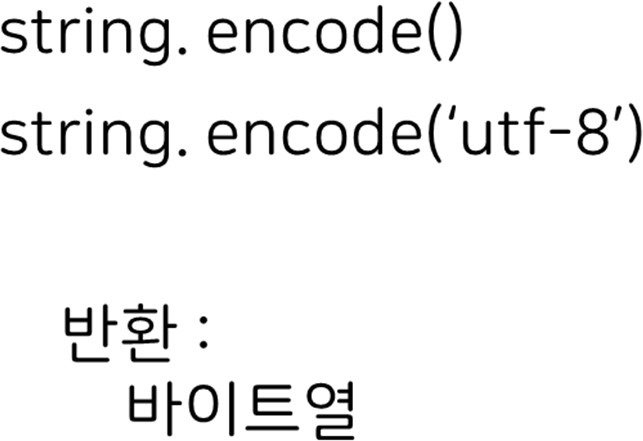 string. encode()
string. encode(‘utf-8’)
반환 :
바이트열